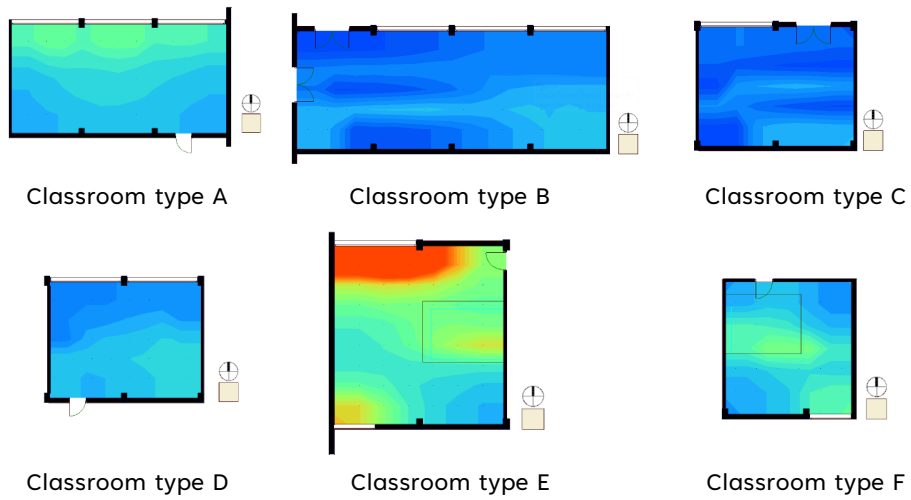 Classroom type A
Classroom type B
Classroom type C
Classroom type D
Classroom type E
Classroom type F